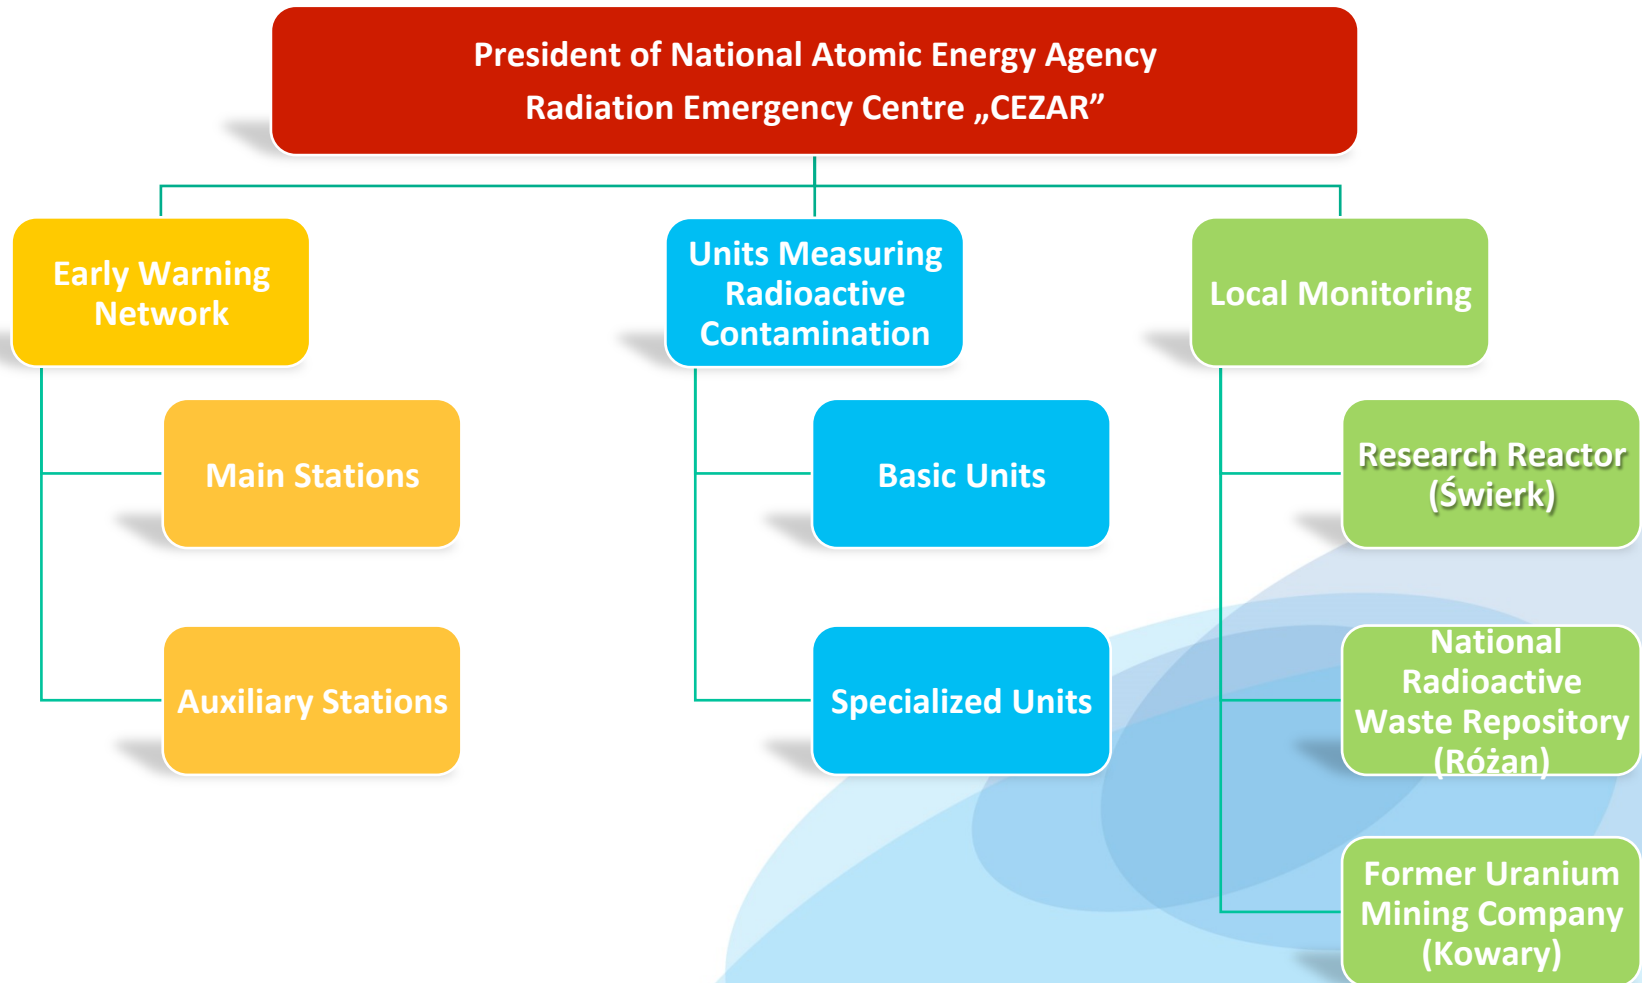 President of National Atomic Energy Agency
Radiation Emergency Centre „CEZAR”
Early Warning
Network
Main Stations
Auxiliary Stations
Units Measuring
Radioactive
Contamination
Basic Units
Specialized Units
Local Monitoring
Research Reactor
(Świerk)
National
Radioactive
Waste Repository
(Różan)
Former Uranium
Mining Company
(Kowary)